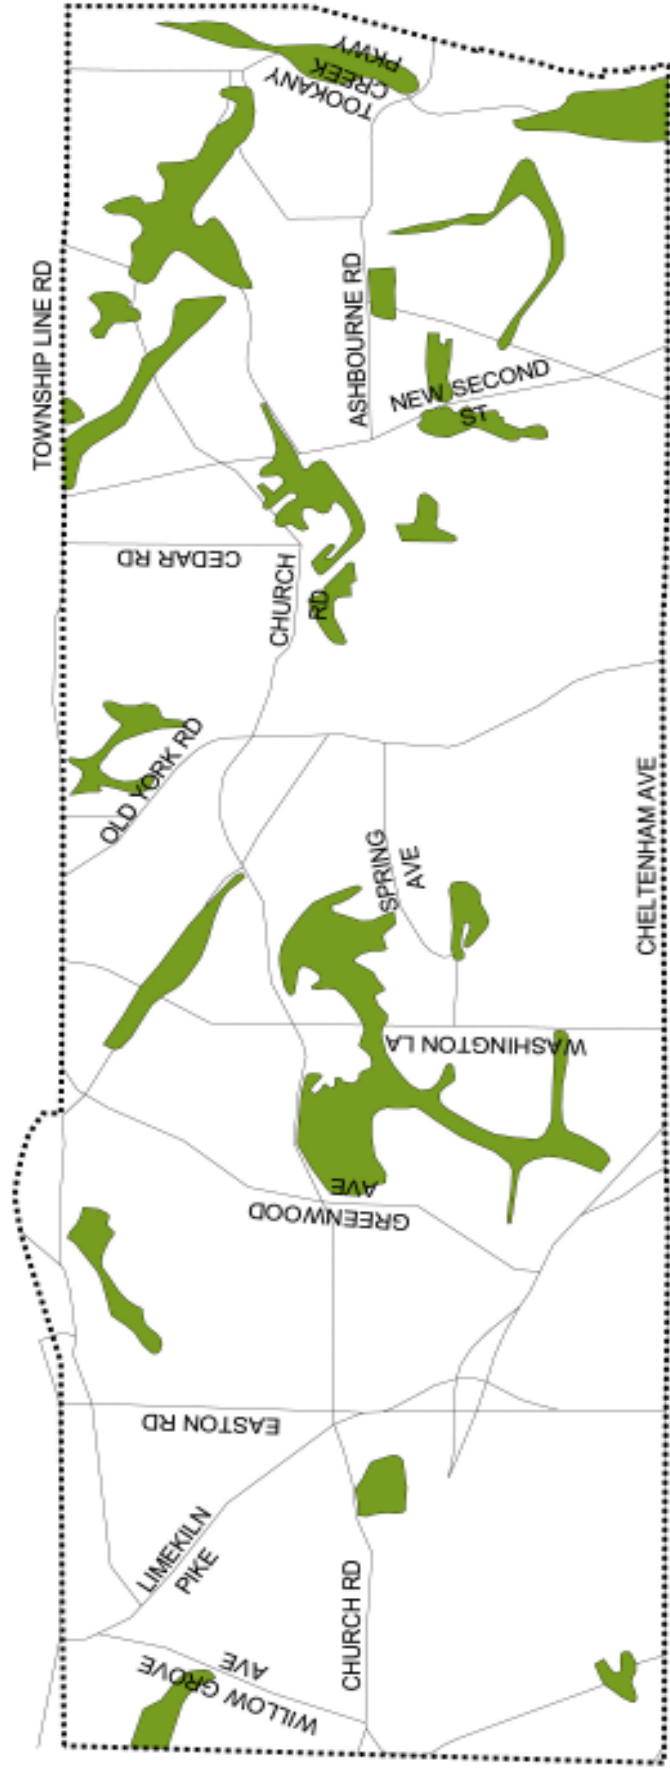 TOOKANY
CREEK
PKWY
TOWNSHIP LINE RD
ASHBOURNE RD
NEW SECOND
ST
CEDAR RD
CHURCH
RD
OLD YORK RD
SPRING
AVE
CHELTENHAM AVE
WASHINGTON LA
GREENWOOD
AVE
EASTON RD
LIMEKILN
PIKE
CHURCH RD
WILLOW GROVE
AVE